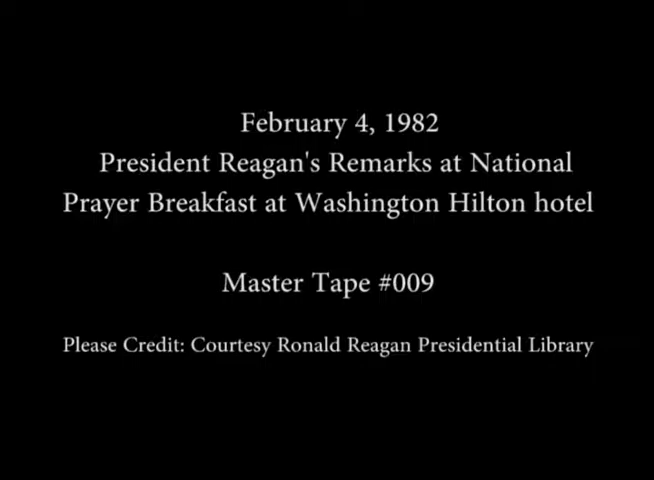 February 4, 1982
President Reagan's Remarks at National
Prayer Breakfast at Washington Hilton hotel
Master Tape #009
Please Credit: Courtesy Ronald Reagan Presidential Library